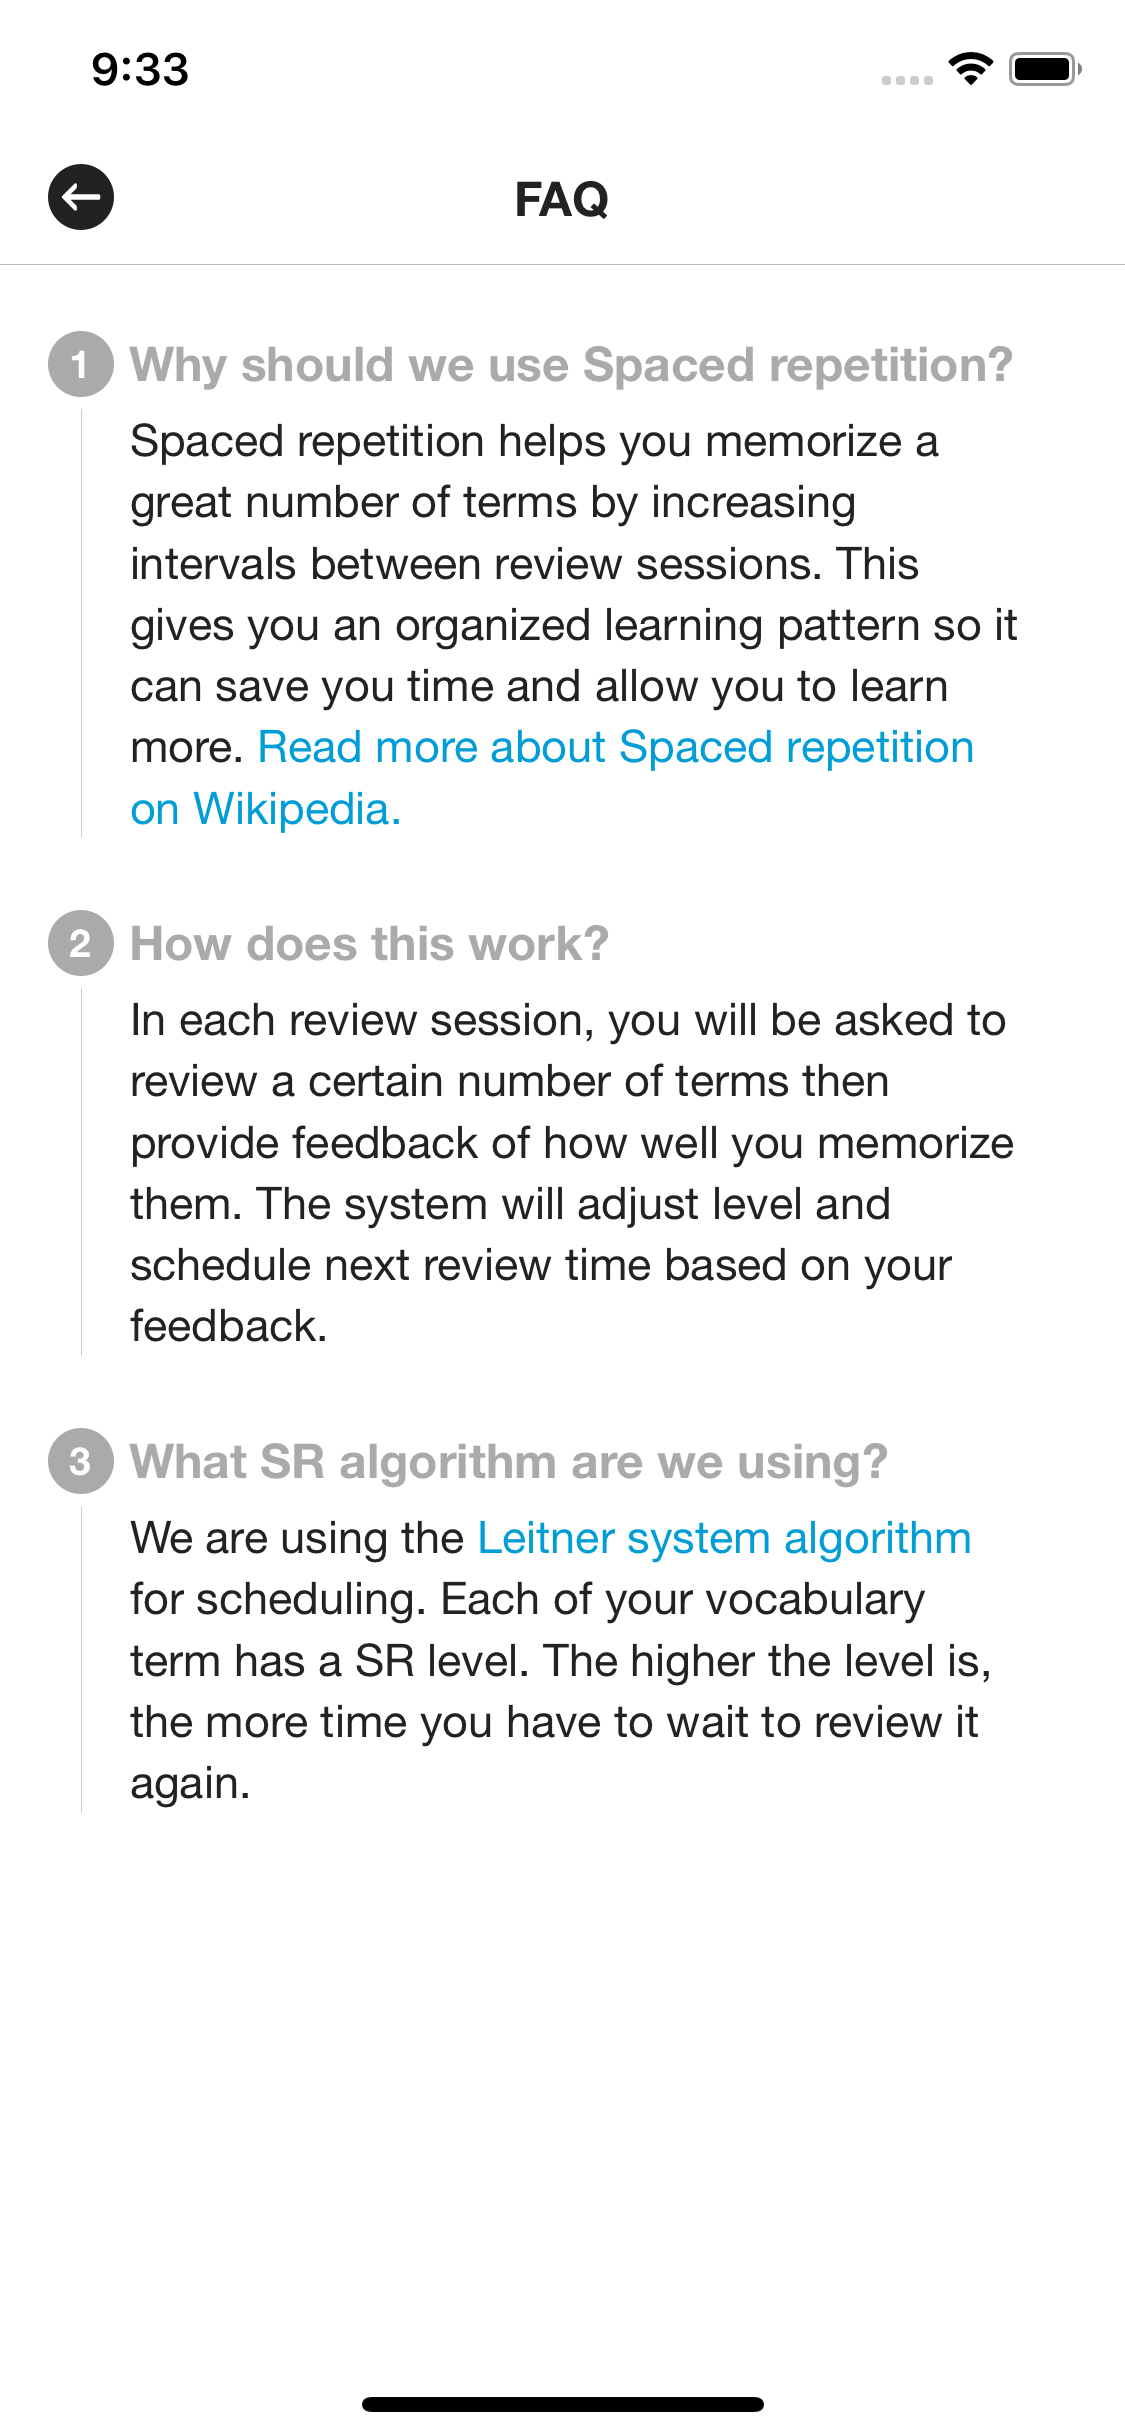 9:33
FAQ
1 Why should we use Spaced repetition?
Spaced repetition helps you memorize a
great number of terms by increasing
intervals between review sessions. This
gives you an organized learning pattern so it
can save you time and allow you to learn
more. Read more about Spaced repetition
on Wikipedia.
2 How does this work?
In each review session, you will be asked to
review a certain number of terms then
provide feedback of how well you memorize
them. The system will adjust level and
schedule next review time based on your
feedback.
3 What SR algorithm are we using?
We are using the Leitner system algorithm
for scheduling. Each of your vocabulary
term has a SR level. The higher the level is,
the more time you have to wait to review it
again.